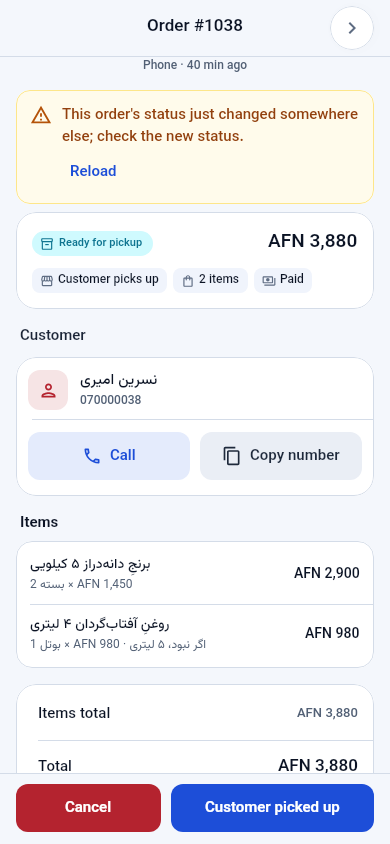 Order #1038
Phone · 40 min ago
This order's status just changed somewhere
else; check the new status.
Reload
Ready for pickup
AFN 3,880
Customer picks up
2 items
Paid
Customer
نسرین امیری
070000038
Call
Copy number
Items
برنج دانه‌دراز ۵ کیلویی
AFN 2,900
2 بسته × AFN 1,450
روغنِ آفتاب‌گردان ۴ لیتری
AFN 980
1 بوتل × AFN 980 · اگر نبود، ۵ لیتری
Items total
AFN 3,880
Total
AFN 3,880
Cancel
Customer picked up